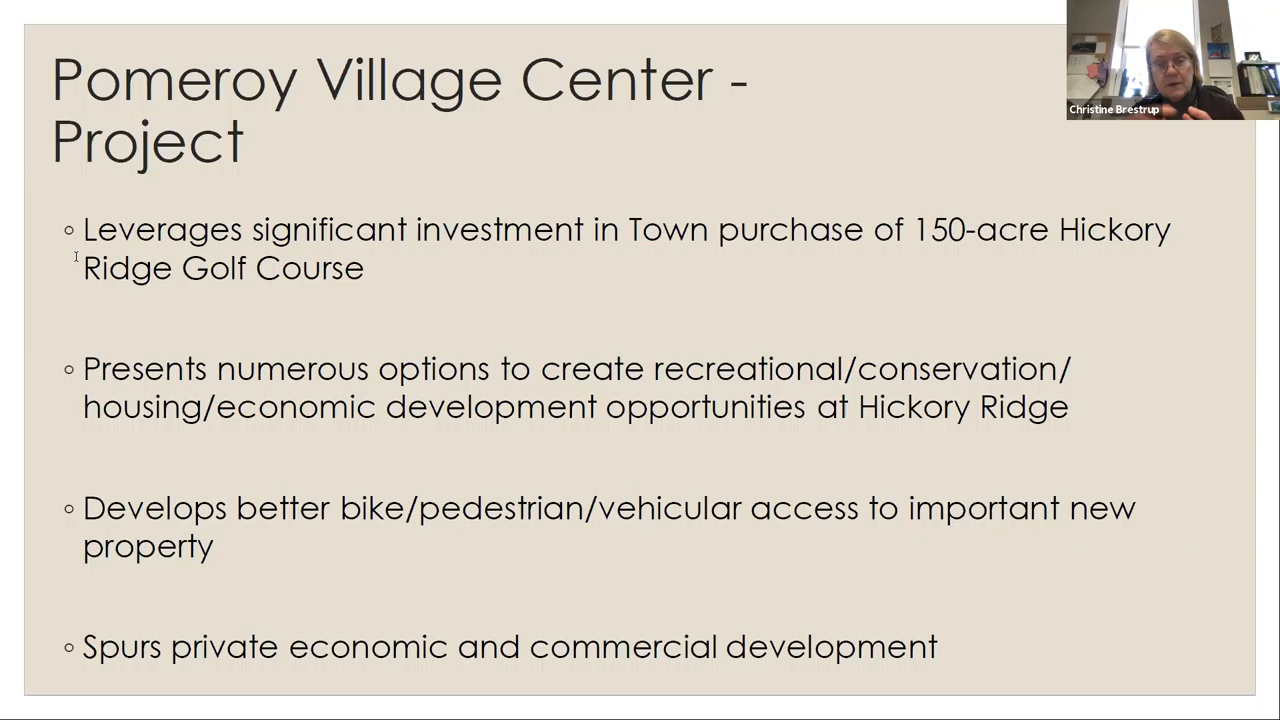 Pomeroy Village Center -
Project
Christine Brestrup
◦ Leverages significant investment in Town purchase of 150-acre Hickory
Ridge Golf Course
◦ Presents numerous options to create recreational/conservation/
housing/economic development opportunities at Hickory Ridge
◦ Develops better bike/pedestrian/vehicular access to important new
property
◦ Spurs private economic and commercial development